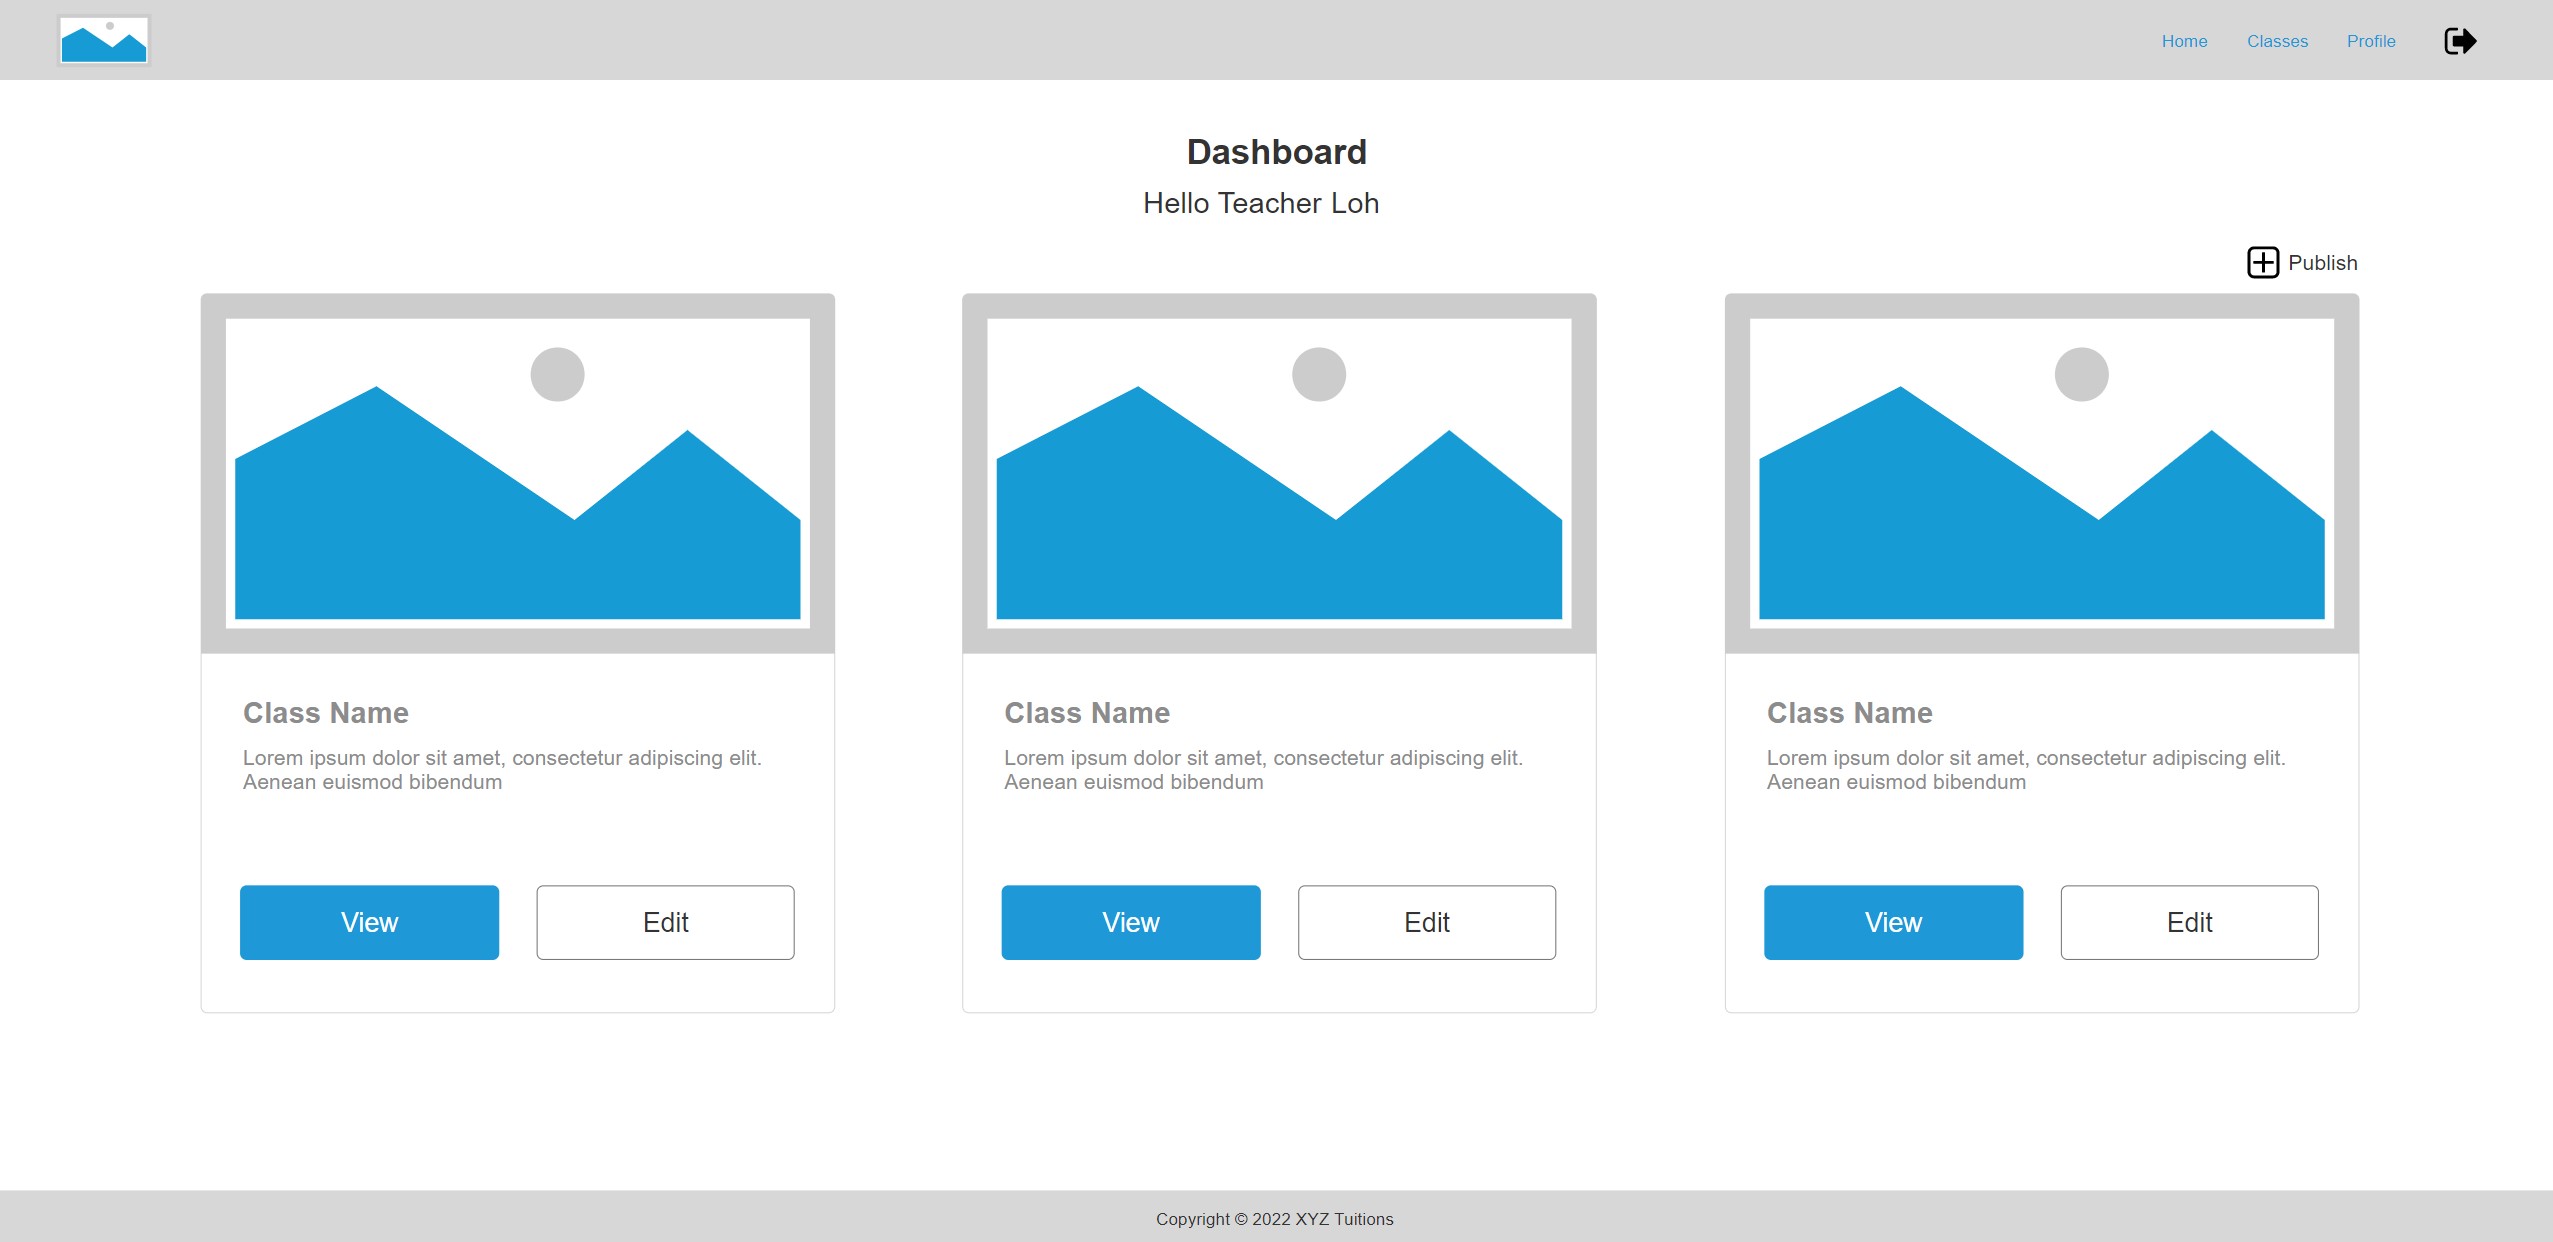 Home Classes Profile
Dashboard
Hello Teacher Loh
Publish
Class Name
Lorem ipsum dolor sit amet, consectetur adipiscing elit.
Aenean euismod bibendum
View Edit
Class Name
Lorem ipsum dolor sit amet, consectetur adipiscing elit.
Aenean euismod bibendum
View Edit
Class Name
Lorem ipsum dolor sit amet, consectetur adipiscing elit.
Aenean euismod bibendum
View Edit
Copyright © 2022 XYZ Tuitions